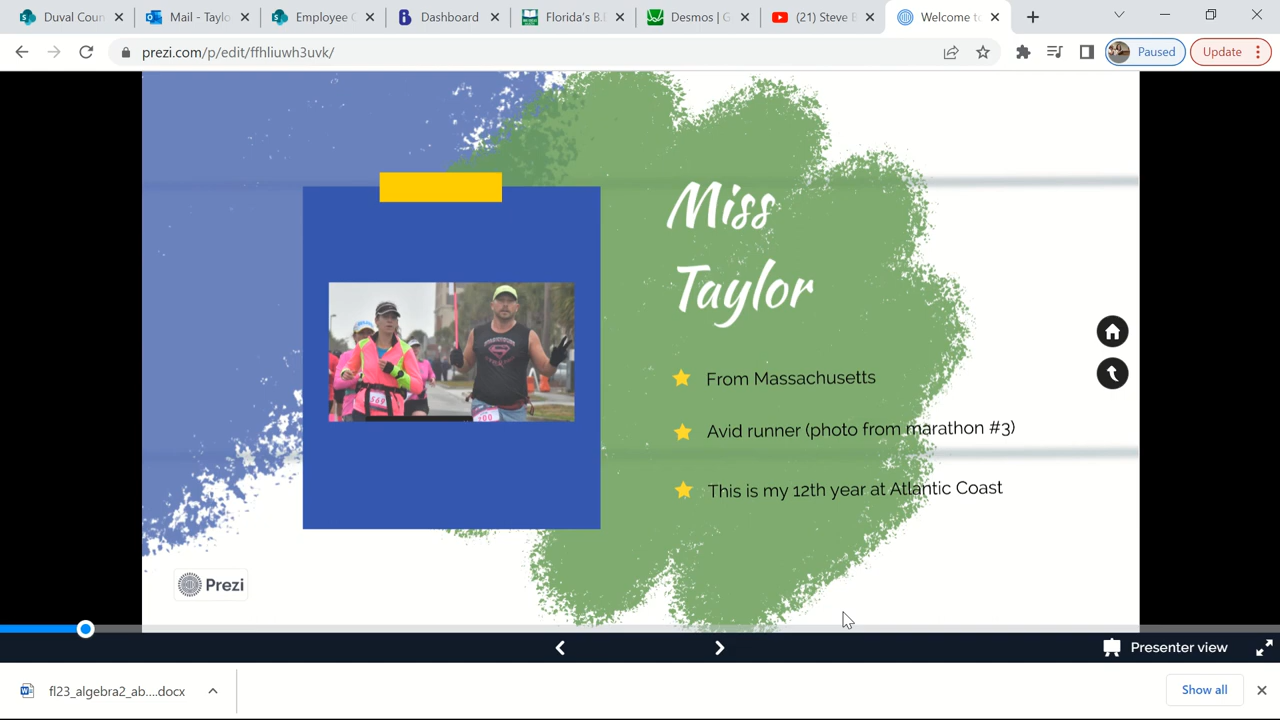 Duval Coun
Mail - Taylo
Employee C
Dashboard
Florida's B.I
Desmos | G
(21) Steve E
Welcome to
prezi.com/p/edit/ffhliuwh3uvk/
Paused
Update
Miss
Taylor
From Massachusetts
Avid runner (photo from marathon #3)
This is my 12th year at Atlantic Coast
Prezi
Presenter view
fl23_algebra2_ab....docx
Show all